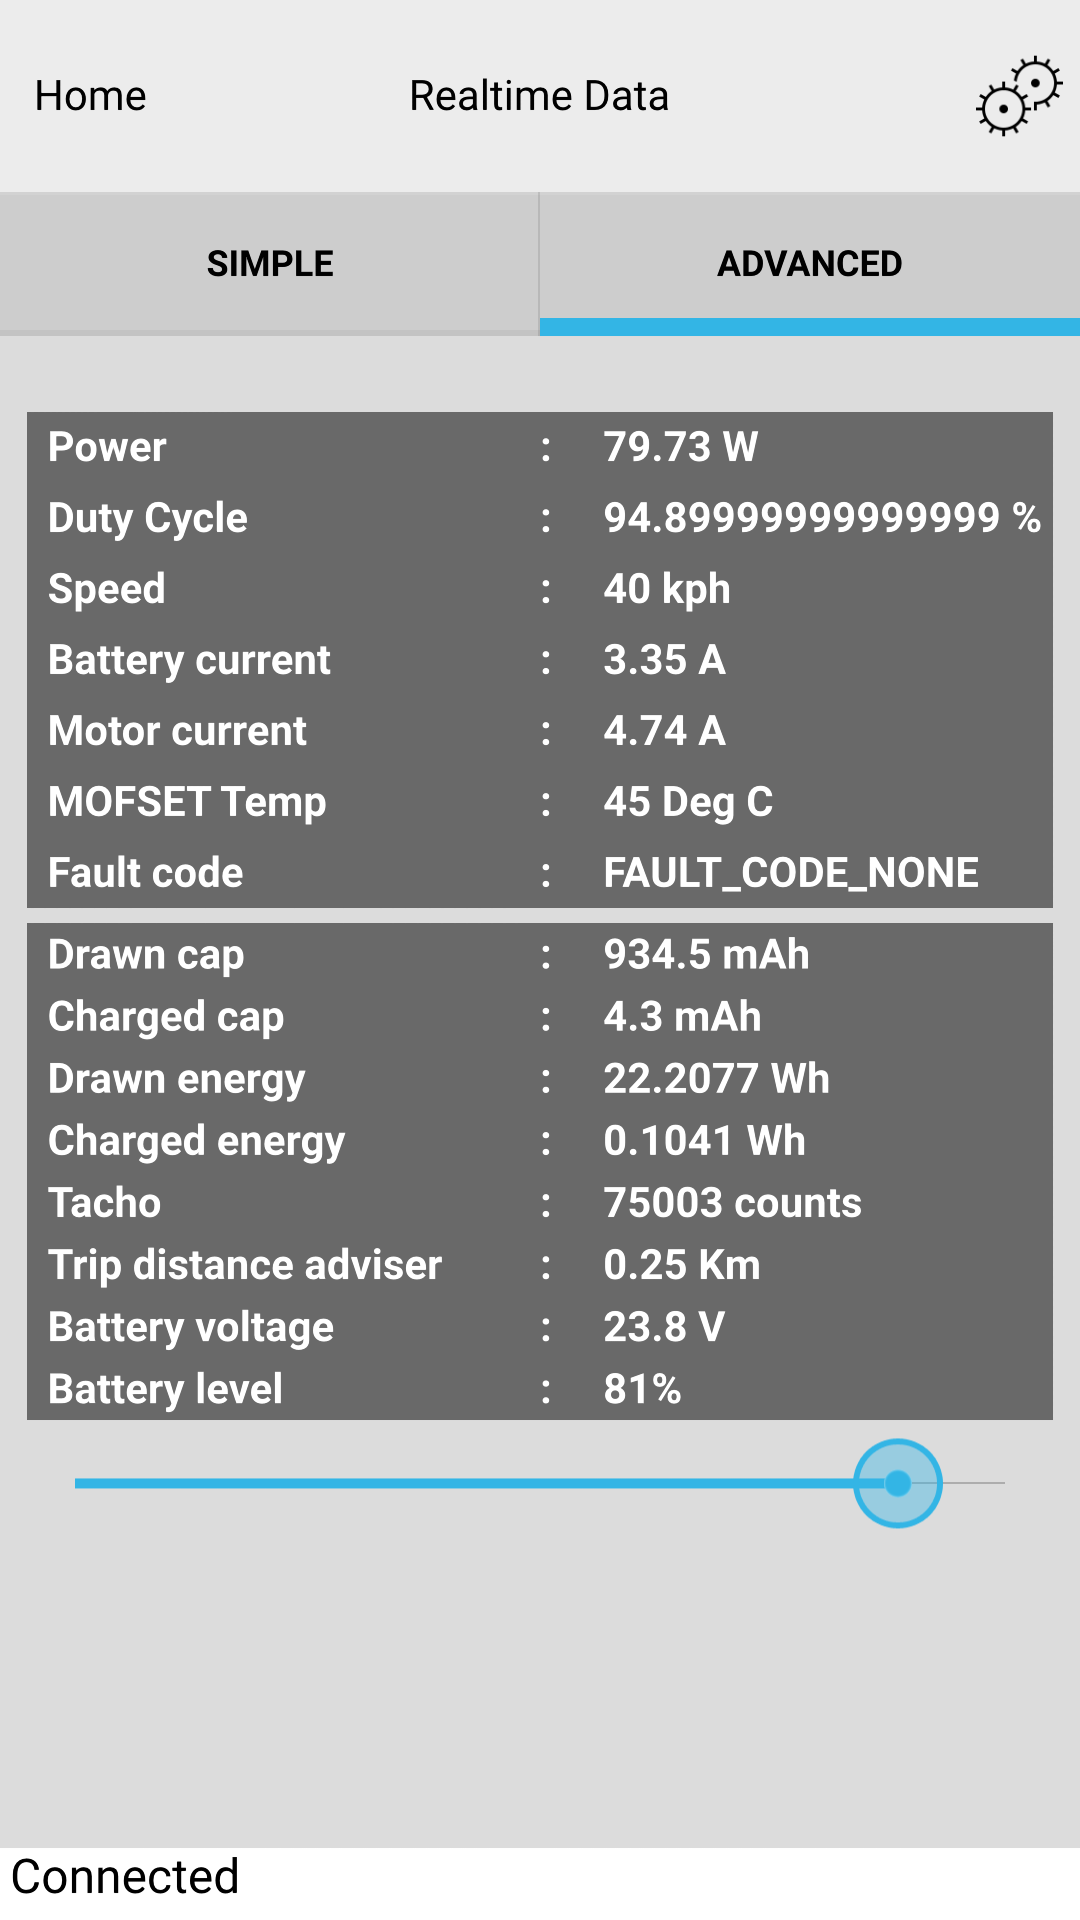 Home Realtime Data
SIMPLE ADVANCED
Power : 79.73 W
Duty Cycle : 94.89999999999999 %
Speed : 40 kph
Battery current : 3.35 A
Motor current : 4.74 A
MOFSET Temp : 45 Deg C
Fault code : FAULT_CODE_NONE
Drawn cap : 934.5 mAh
Charged cap : 4.3 mAh
Drawn energy : 22.2077 Wh
Charged energy : 0.1041 Wh
Tacho : 75003 counts
Trip distance adviser : 0.25 Km
Battery voltage : 23.8 V
Battery level : 81%
Connected